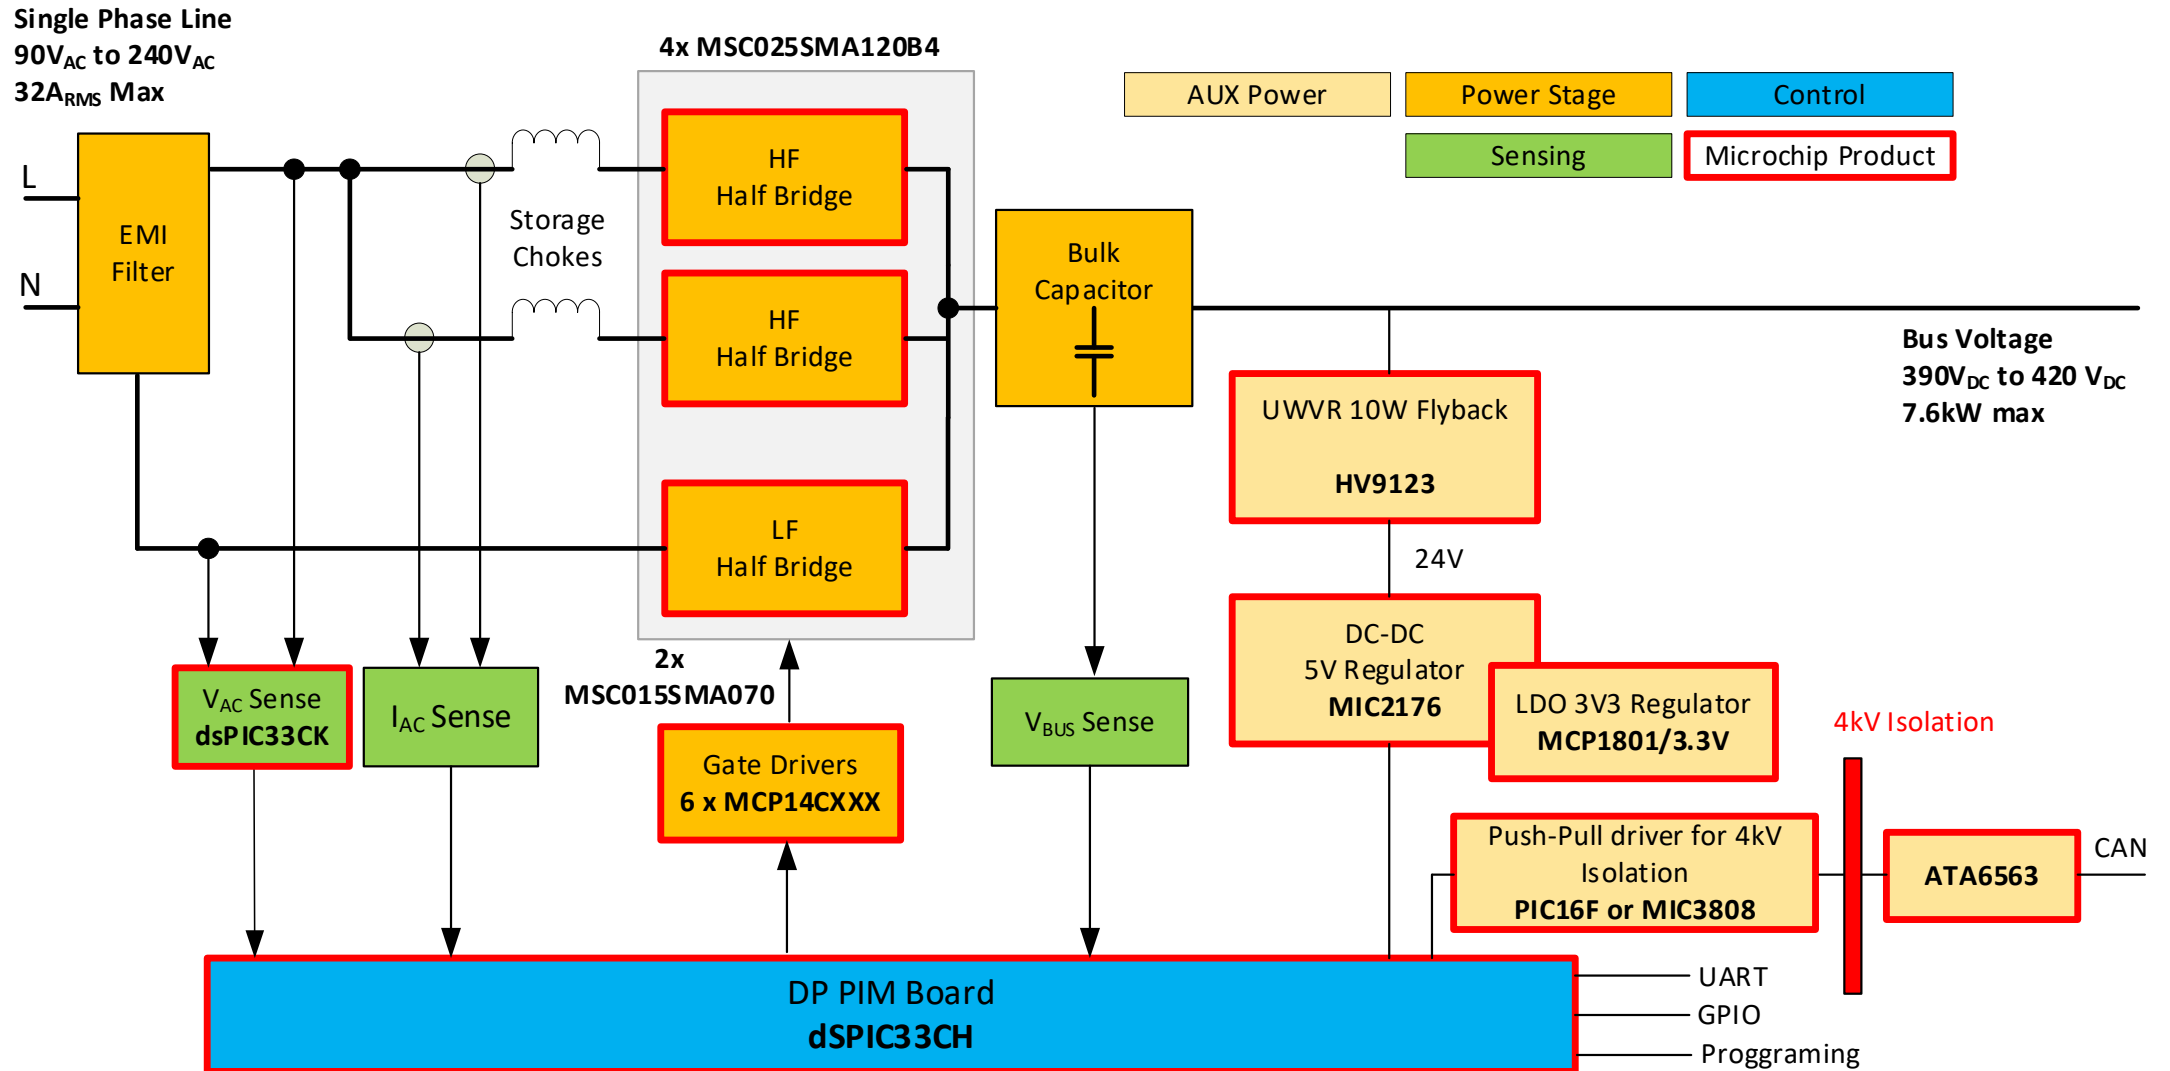 Single Phase Line
90VAC to 240VAC
32ARMS Max
4x MSC025SMA120B4
AUX Power
Power Stage
Control
Sensing
Microchip Product
L
N
EMI
Filter
Storage
Chokes
HF
Half Bridge
HF
Half Bridge
LF
Half Bridge
Bulk
Capacitor
Bus Voltage
390VDC to 420 VDC
7.6kW max
UWVR 10W Flyback
HV9123
24V
DC-DC
5V Regulator
MIC2176
LDO 3V3 Regulator
MCP1801/3.3V
2x
MSC015SMA070
VAC Sense
dsPIC33CK
IAC Sense
Gate Drivers
6 x MCP14CXXX
VBUS Sense
4kV Isolation
Push-Pull driver for 4kV
Isolation
PIC16F or MIC3808
ATA6563
CAN
DP PIM Board
dSPIC33CH
UART
GPIO
Proggraming